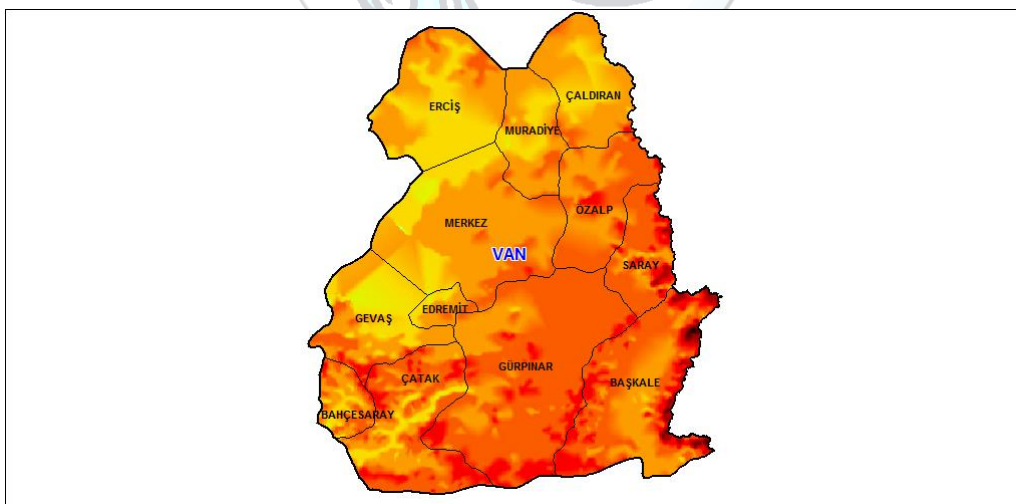 ERCİŞ
ÇALDIRAN
MURADİYE
ÖZALP
MERKEZ
VAN
SARAY
EDREMİT
GEVAŞ
GÜRPINAR
ÇATAK
BAŞKALE
BAHÇESARAY